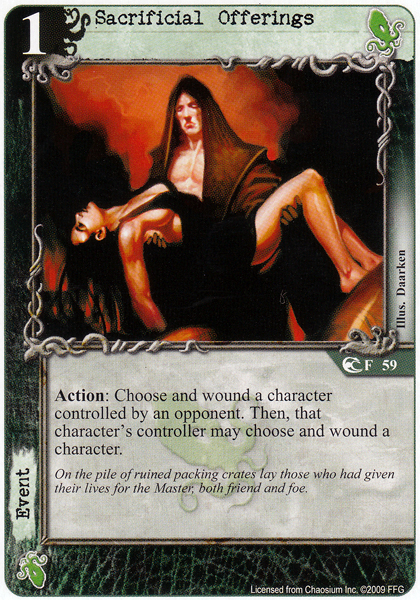 1
Sacrificial Offerings
Illus. Daarken
F 59
Action: Choose and wound a character
controlled by an opponent. Then, that
character's controller may choose and wound a
character.
On the pile of ruined packing crates lay those who had given
their lives for the Master, both friend and foe.
Event
Licensed from Chaosium Inc. ©2009 FFG